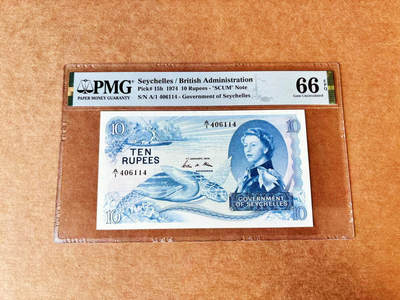 PMG
PAPER MONEY GUARANTY
Seychelles / British Administration
Pick# 15b 1974 10 Rupees - "SCUM" Note
S/N A/1 406114 - Government of Seychelles
66 EPQ
Gem Uncirculated
10
A/1 406114
10
TEN
RUPEES
A/1 406114
10
GOVERNMENT
OF SEYCHELLES
10